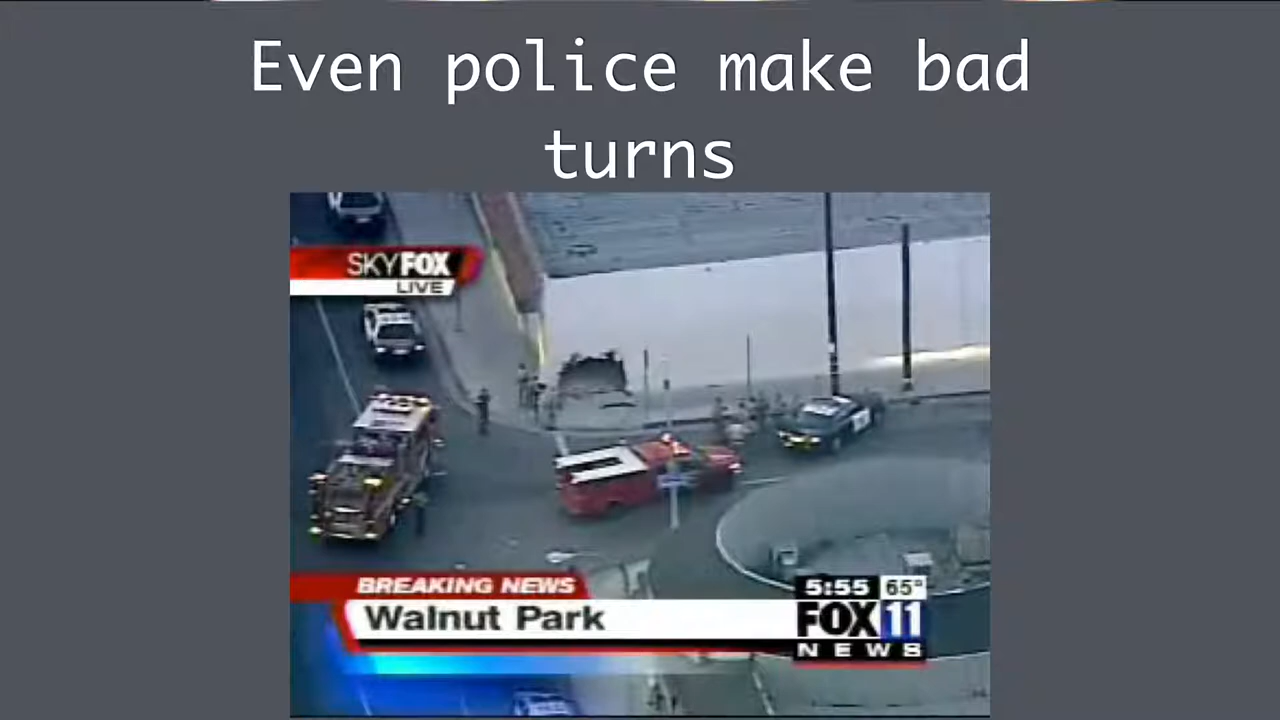 Even police make bad
turns
SKYFOX
LIVE
BREAKING NEWS
Walnut Park
5:55 65°
FOX 11
NEWS